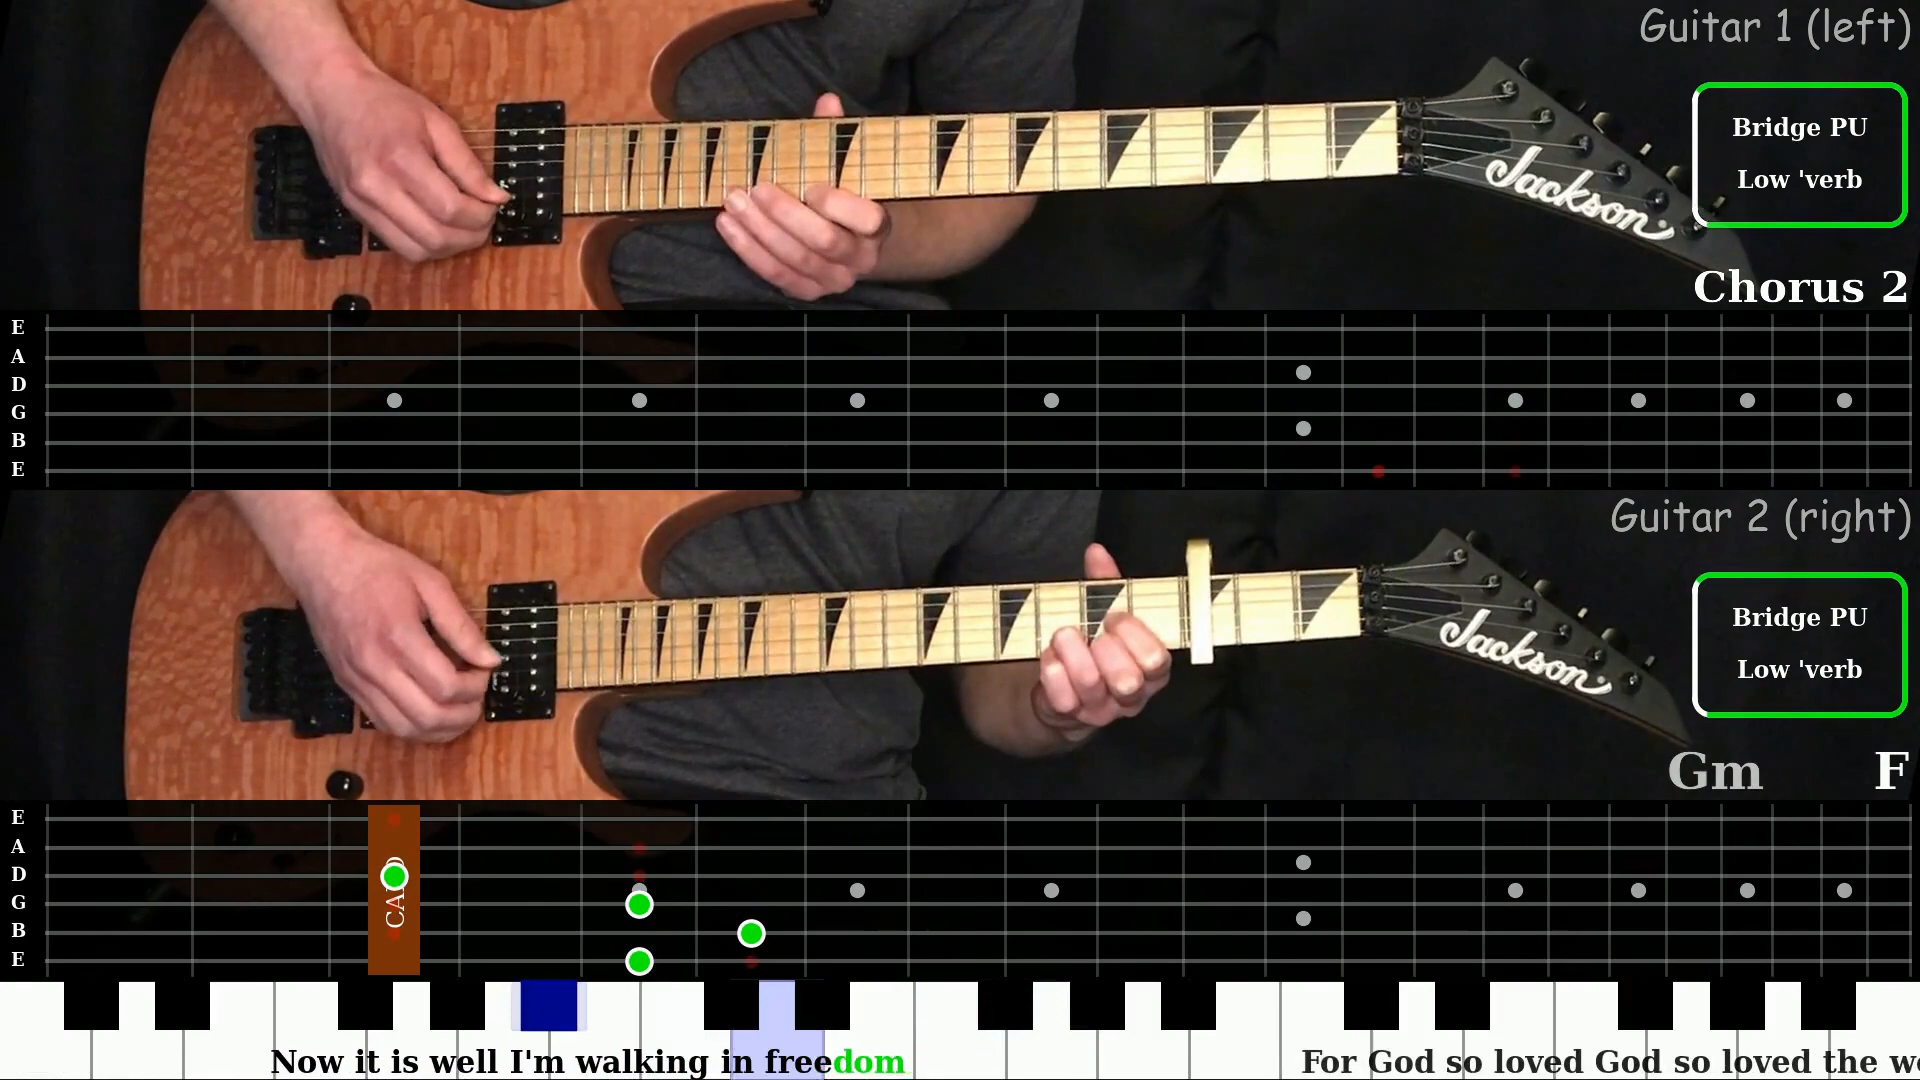 Guitar 1 (left)
Bridge PU
Low 'verb
Jackson
Chorus 2
E
A
D
G
B
E
Guitar 2 (right)
Bridge PU
Low 'verb
Jackson
Gm F
E
A
D
G
B
E
Now it is well I'm walking in freedom
For God so loved God so loved the